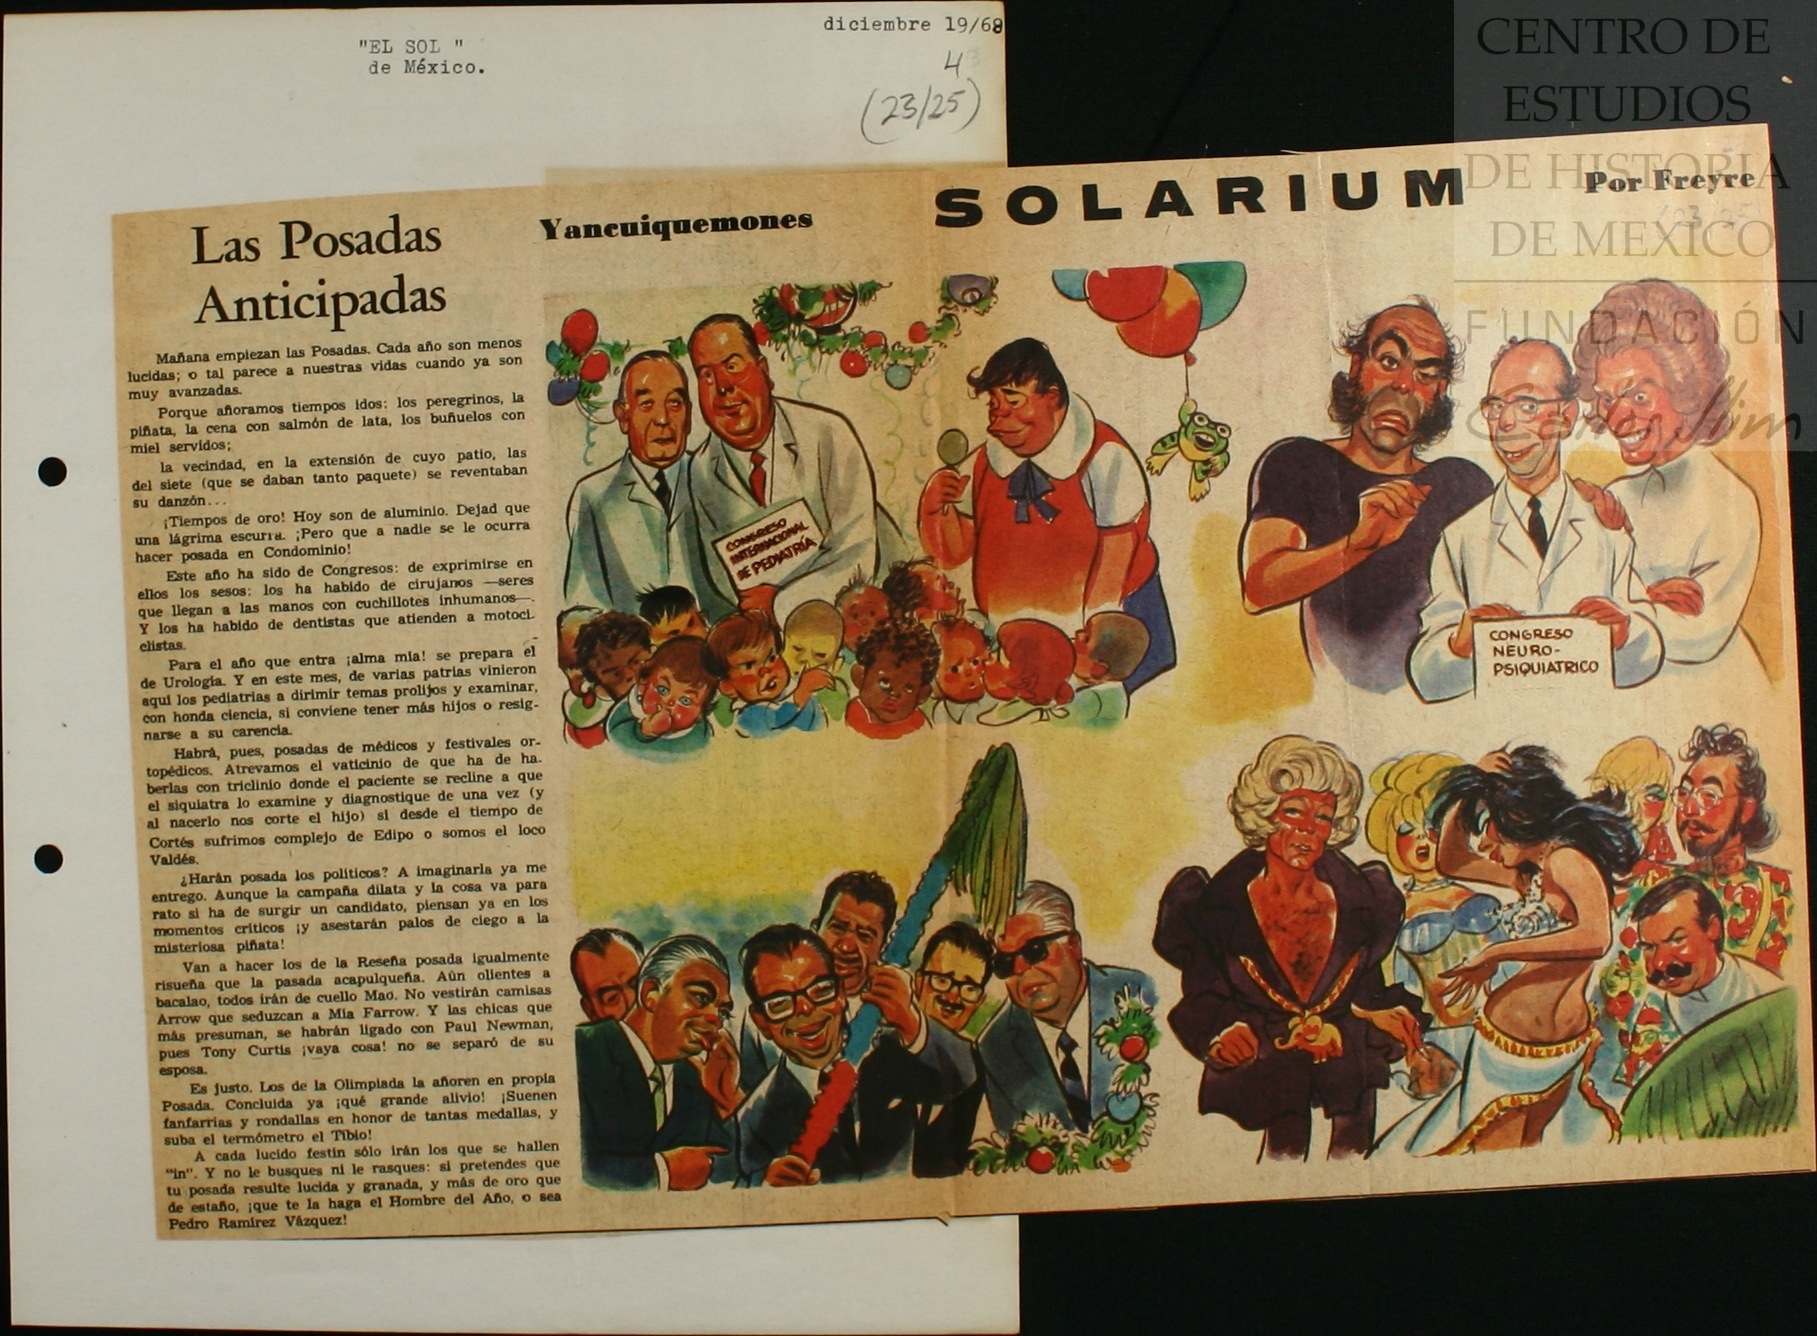 "EL SOL "
de México.
diciembre 19/68
4
(23/25)
CENTRO DE
ESTUDIOS
DE HISTORIA
DE MEXICO
FUNDACIÓN
Carlos Slim
SOLARIUM
Por Freyre
Yancuiquemones
Las Posadas
Anticipadas
Mañana empiezan las Posadas. Cada año son menos
lucidas; o tal parece a nuestras vidas cuando ya son
muy avanzadas.
Porque añoramos tiempos idos: los peregrinos, la
piñata, la cena con salmón de lata, los buñuelos con
miel servidos;
la vecindad, en la extensión de cuyo patio, las
del siete (que se daban tanto paquete) se reventaban
su danzón...
¡Tiempos de oro! Hoy son de aluminio. Dejad que
una lágrima escurra. ¡Pero que a nadie se le ocurra
hacer posada en Condominio!
Este año ha sido de Congresos: de exprimirse en
ellos los sesos: los ha habido de cirujanos —seres
que llegan a las manos con cuchillotes inhumanos—.
Y los ha habido de dentistas que atienden a motoci-
clistas.
Para el año que entra ¡alma mia! se prepara el
de Urología. Y en este mes, de varias patrias vinieron
aquí los pediatrias a dirimir temas prolijos y examinar,
con honda ciencia, si conviene tener más hijos o resig-
narse a su carencia.
Habrá, pues, posadas de médicos y festivales or-
topédicos. Atrevamos el vaticinio de que ha de ha-
berlas con triclinio donde el paciente se recline a que
el siquiatra lo examine y diagnostique de una vez (y
al nacerlo nos corte el hijo) si desde el tiempo de
Cortés sufrimos complejo de Edipo o somos el loco
Valdés.
¿Harán posada los políticos? A imaginarla ya me
entrego. Aunque la campaña dilata y la cosa va para
rato si ha de surgir un candidato, piensan ya en los
momentos críticos ¡y asestarán palos de ciego a la
misteriosa piñata!
Van a hacer los de la Reseña posada igualmente
risueña que la pasada acapulqueña. Aún olientes a
bacalao, todos irán de cuello Mao. No vestirán camisas
Arrow que seduzcan a Mia Farrow. Y las chicas que
más presuman, se habrán ligado con Paul Newman,
pues Tony Curtis ¡vaya cosa! no se separó de su
esposa.
Es justo. Los de la Olimpiada la añoren en propia
Posada. Concluida ya ¡qué grande alivio! ¡Suenen
fanfarrias y rondallas en honor de tantas medallas, y
suba el termómetro el Tibio!
A cada lucido festín sólo irán los que se hallen
"in". Y no le busques ni le rasques: si pretendes que
tu posada resulte lucida y granada, y más de oro que
de estaño, ¡que te la haga el Hombre del Año, o sea
Pedro Ramírez Vázquez!
CONGRESO
INTERNACIONAL
DE PEDIATRÍA
CONGRESO
NEURO-
PSIQUIATRICO